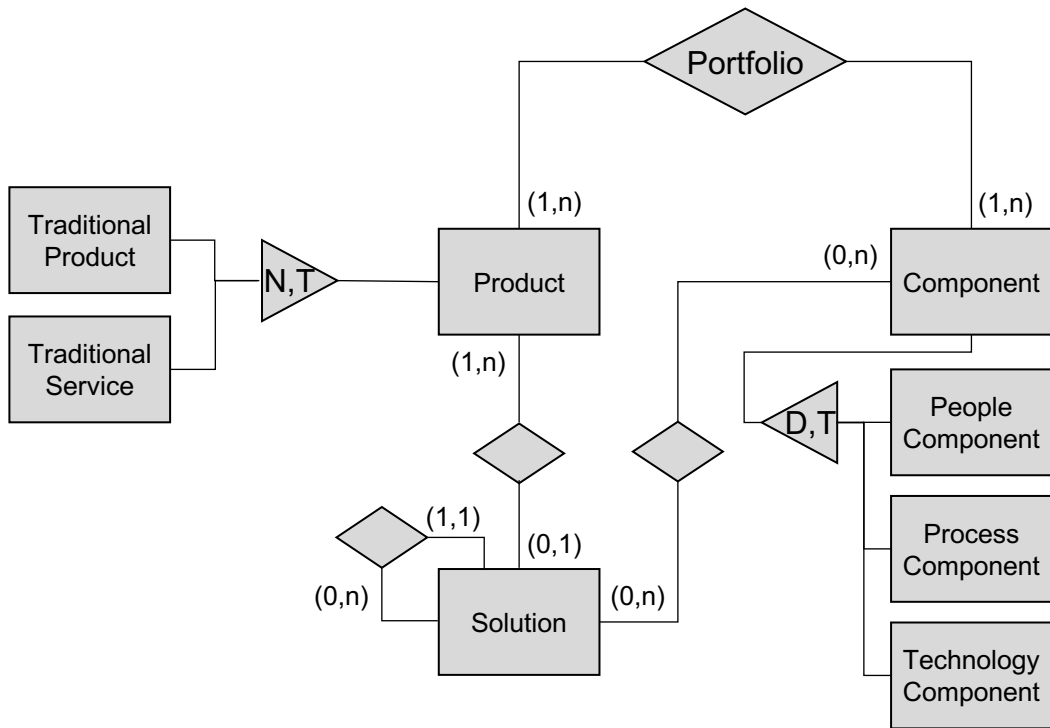 Portfolio
(1,n)
(1,n)
Traditional
Product
N,T
Product
(0,n)
Component
Traditional
Service
(1,n)
D,T
People
Component
(1,1)
(0,1)
Process
Component
(0,n)
Solution
(0,n)
Technology
Component